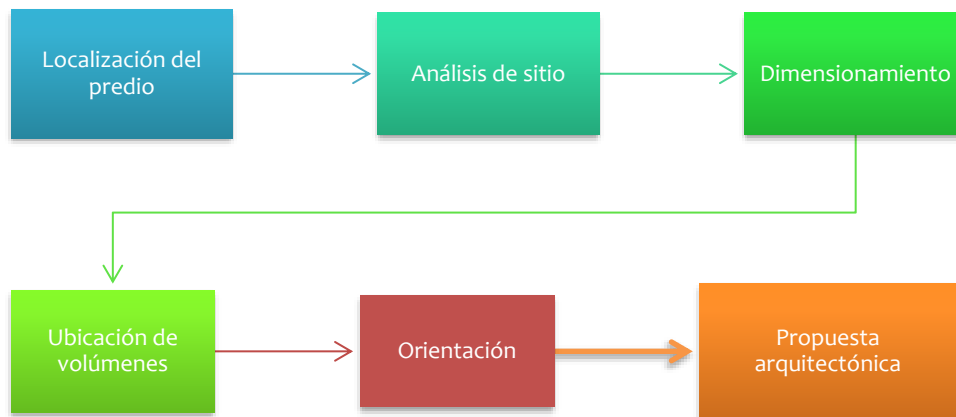 Localización del
predio
Análisis de sitio
Dimensionamiento
Ubicación de
volúmenes
Orientación
Propuesta
arquitectónica